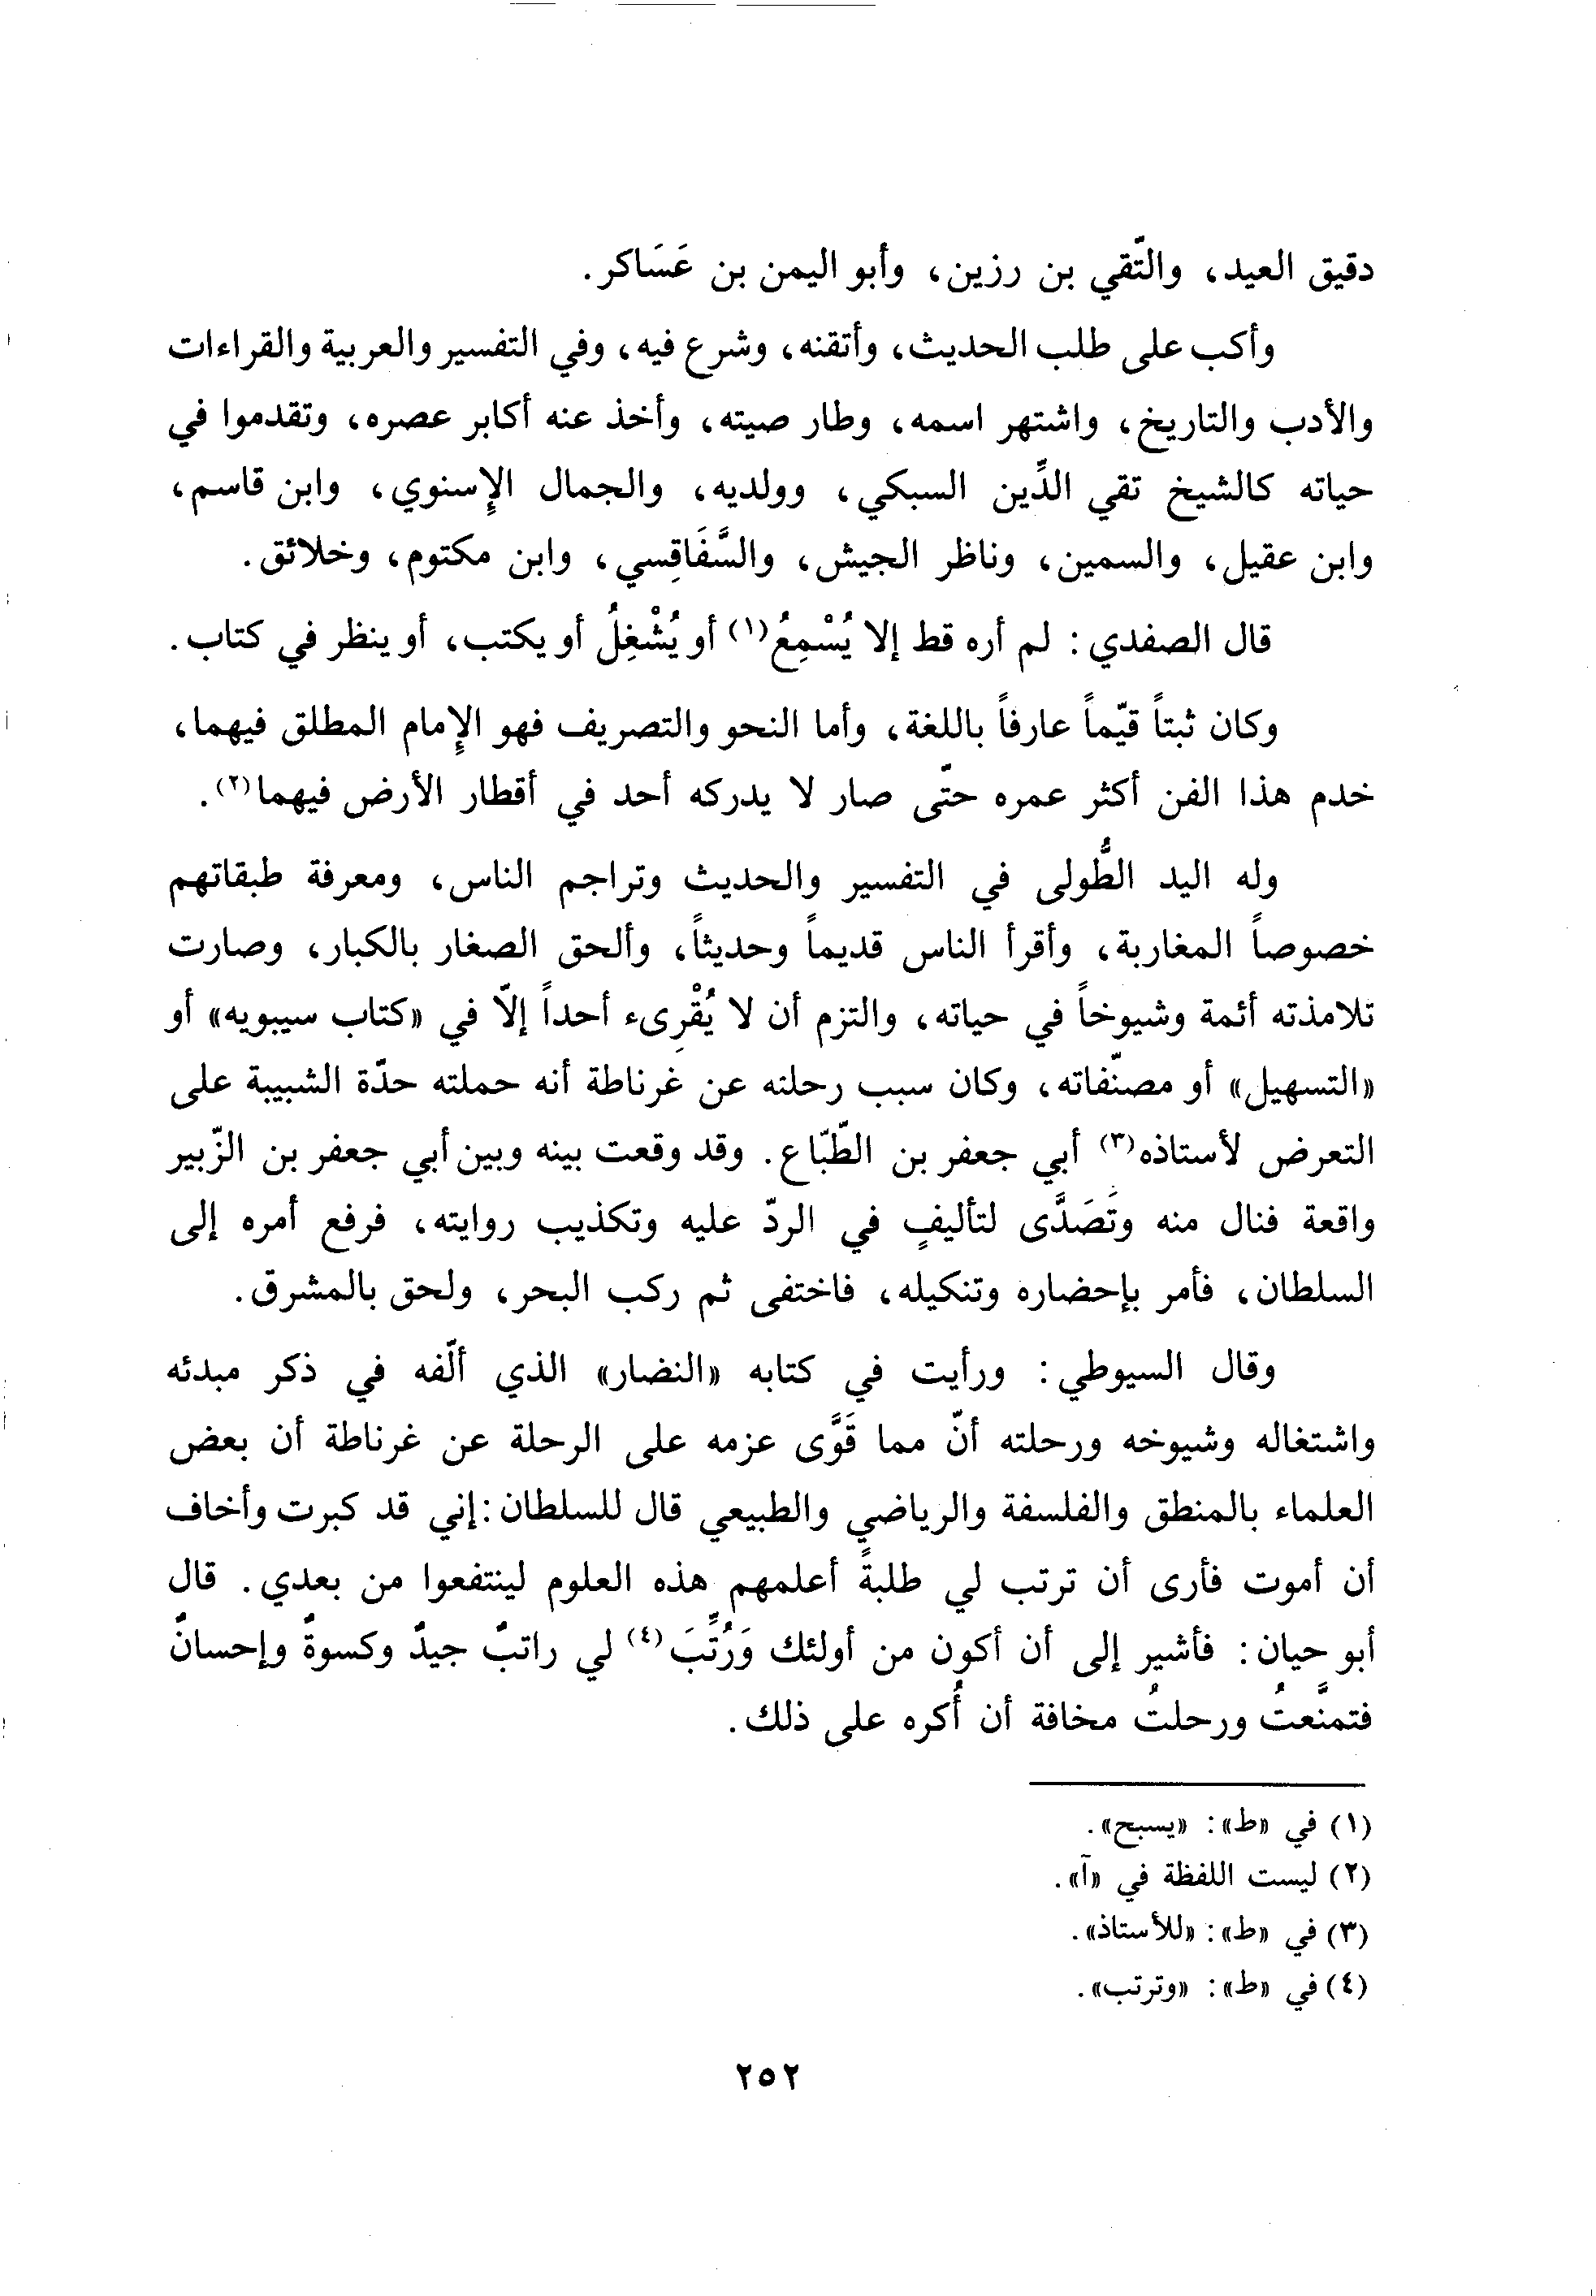 دقيق العيد، والتّقي بن رزين، وأبو اليمن بن عَسَاكر.
وأكب على طلب الحديث، وأتقنه، وشرع فيه، وفي التفسير والعربية والقراءات
والأدب والتاريخ، واشتهر اسمه، وطار صيته، وأخذ عنه أكابر عصره، وتقدموا في
حياته كالشيخ تقي الدِّين السبكي، وولديه، والجمال الإِسنوي، وابن قاسم،
وابن عقيل، والسمين، وناظر الجيش، والسَّفَاقِسي، وابن مكتوم، وخلائق.
قال الصفدي: لم أره قط إلا يُسْمِعُ(١) أو يُشْغِلُ أو يكتب، أو ينظر في كتاب.
وكان ثبتاً قيّماً عارفاً باللغة، وأما النحو والتصريف فهو الإِمام المطلق فيهما،
خدم هذا الفن أكثر عمره حتّى صار لا يدركه أحد في أقطار الأرض فيهما(٢).
وله اليد الطُّولى في التفسير والحديث وتراجم الناس، ومعرفة طبقاتهم
خصوصاً المغاربة، وأقرأ الناس قديماً وحديثاً، وألحق الصغار بالكبار، وصارت
تلامذته أئمة وشيوخاً في حياته، والتزم أن لا يُقْرِىء أحداً إلّا في «كتاب سيبويه» أو
«التسهيل» أو مصنّفاته، وكان سبب رحلته عن غرناطة أنه حملته حدّة الشبيبة على
التعرض لأستاذه(٣) أبي جعفر بن الطّبّاع. وقد وقعت بينه وبين أبي جعفر بن الزّبير
واقعة فنال منه وتَصَدَّى لتأليفٍ في الردّ عليه وتكذيب روايته، فرفع أمره إلى
السلطان، فأمر بإحضاره وتنكيله، فاختفى ثم ركب البحر، ولحق بالمشرق.
وقال السيوطي: ورأيت في كتابه «النضار» الذي ألّفه في ذكر مبدئه
واشتغاله وشيوخه ورحلته أنّ مما قَوَّى عزمه على الرحلة عن غرناطة أن بعض
العلماء بالمنطق والفلسفة والرياضي والطبيعي قال للسلطان: إني قد كبرت وأخاف
أن أموت فأرى أن ترتب لي طلبةً أعلمهم هذه العلوم لينتفعوا من بعدي. قال
أبو حيان: فأشير إلى أن أكون من أولئك وَرُتِّبَ(٤) لي راتبٌ جيدٌ وكسوةٌ وإحسانٌ
فتمنَّعتُ ورحلتُ مخافة أن أُكره على ذلك.
(١) في «ط»: «يسبح».
(٢) ليست اللفظة في «آ».
(٣) في «ط»: «للأستاذ».
(٤) في «ط»: «وترتب».
٢٥٢